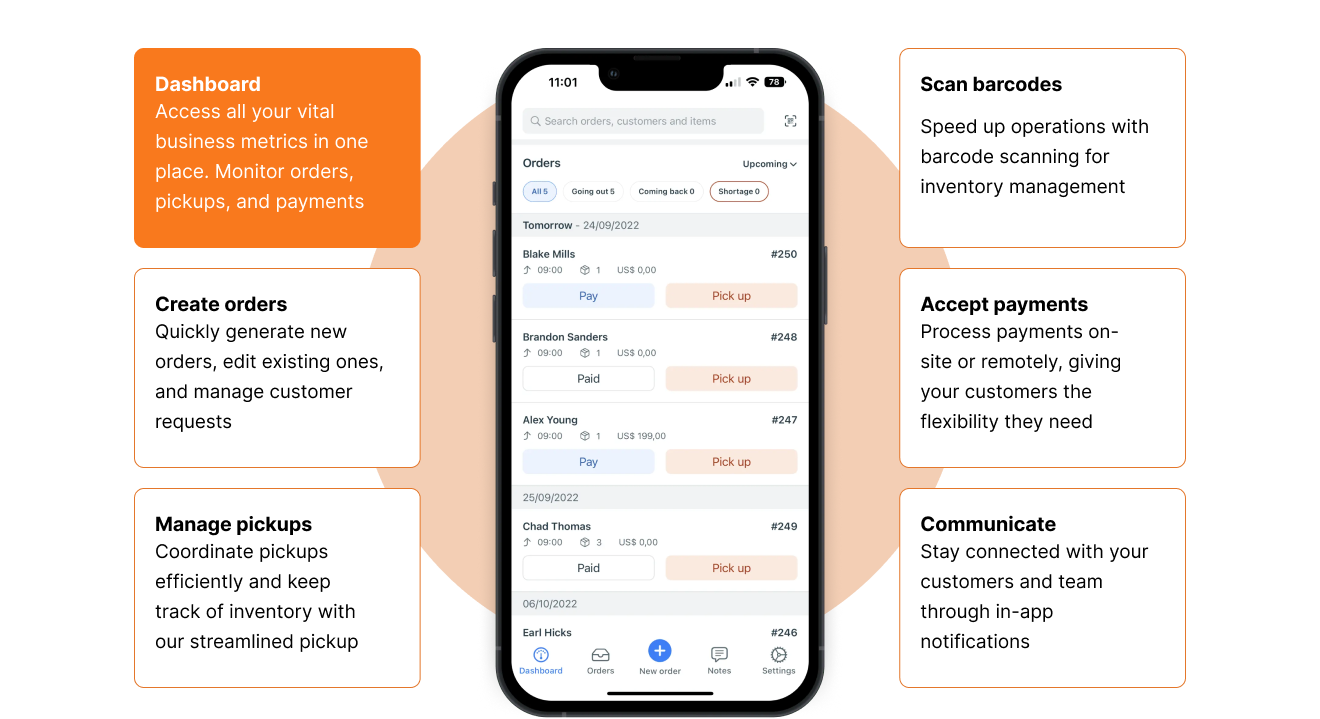 Dashboard
Access all your vital
business metrics in one
place. Monitor orders,
pickups, and payments
Create orders
Quickly generate new
orders, edit existing ones,
and manage customer
requests
Manage pickups
Coordinate pickups
efficiently and keep
track of inventory with
our streamlined pickup
11:01
78
Search orders, customers and items
Orders
Upcoming
All 5 Going out 5 Coming back 0 Shortage 0
Tomorrow - 24/09/2022
Blake Mills #250
09:00 1 US$ 0,00
Pay Pick up
Brandon Sanders #248
09:00 1 US$ 0,00
Paid Pick up
Alex Young #247
09:00 1 US$ 199,00
Pay Pick up
25/09/2022
Chad Thomas #249
09:00 3 US$ 0,00
Paid Pick up
06/10/2022
Earl Hicks #246
Dashboard Orders New order Notes Settings
Scan barcodes
Speed up operations with
barcode scanning for
inventory management
Accept payments
Process payments on-
site or remotely, giving
your customers the
flexibility they need
Communicate
Stay connected with your
customers and team
through in-app
notifications